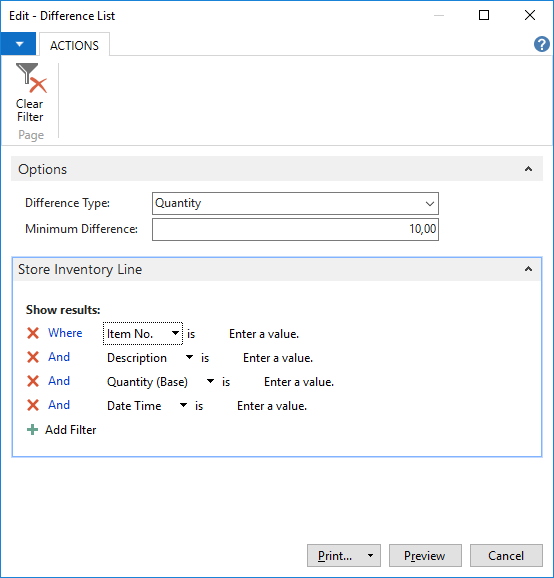 Edit - Difference List
ACTIONS
?
Clear
Filter
Page
Options
Difference Type: Quantity
Minimum Difference: 10,00
Store Inventory Line
Show results:
Where Item No. is Enter a value.
And Description is Enter a value.
And Quantity (Base) is Enter a value.
And Date Time is Enter a value.
Add Filter
Print... Preview Cancel